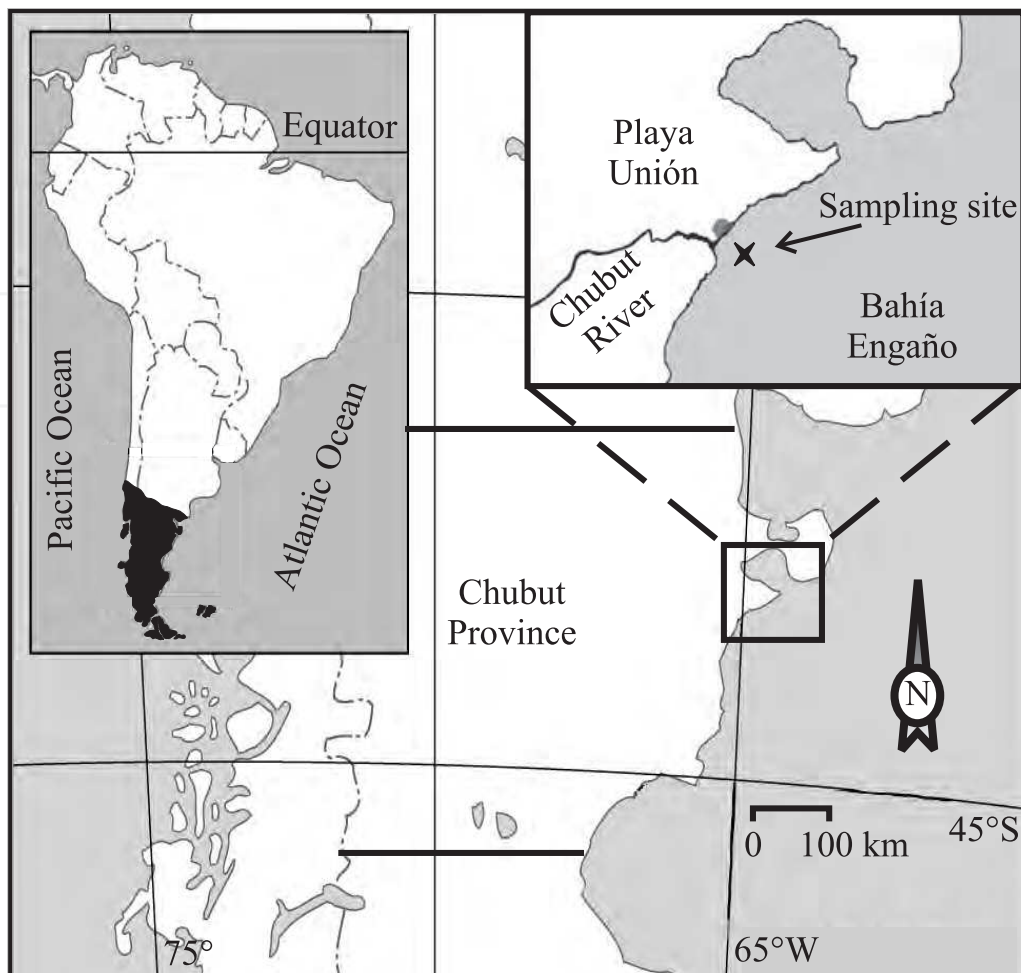 Equator
Pacific Ocean
Atlantic Ocean
Playa
Unión
Sampling site
Chubut
River
Bahía
Engaño
Chubut
Province
N
0 100 km
45°S
75°
65°W